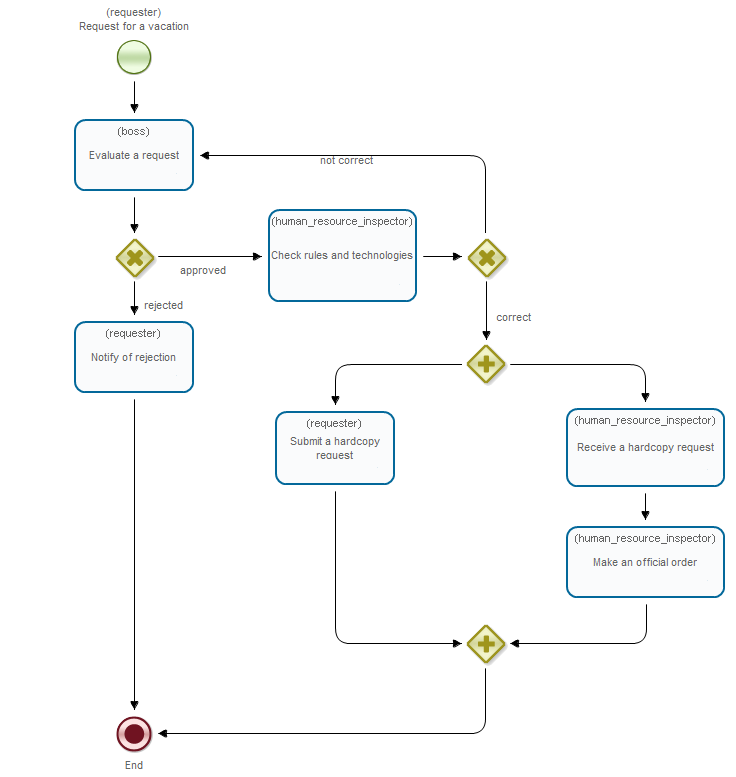 (requester)
Request for a vacation
(boss)
Evaluate a request
not correct
(human_resource_inspector)
Check rules and technologies
approved
rejected
(requester)
Notify of rejection
correct
(requester)
Submit a hardcopy
request
(human_resource_inspector)
Receive a hardcopy request
(human_resource_inspector)
Make an official order
End